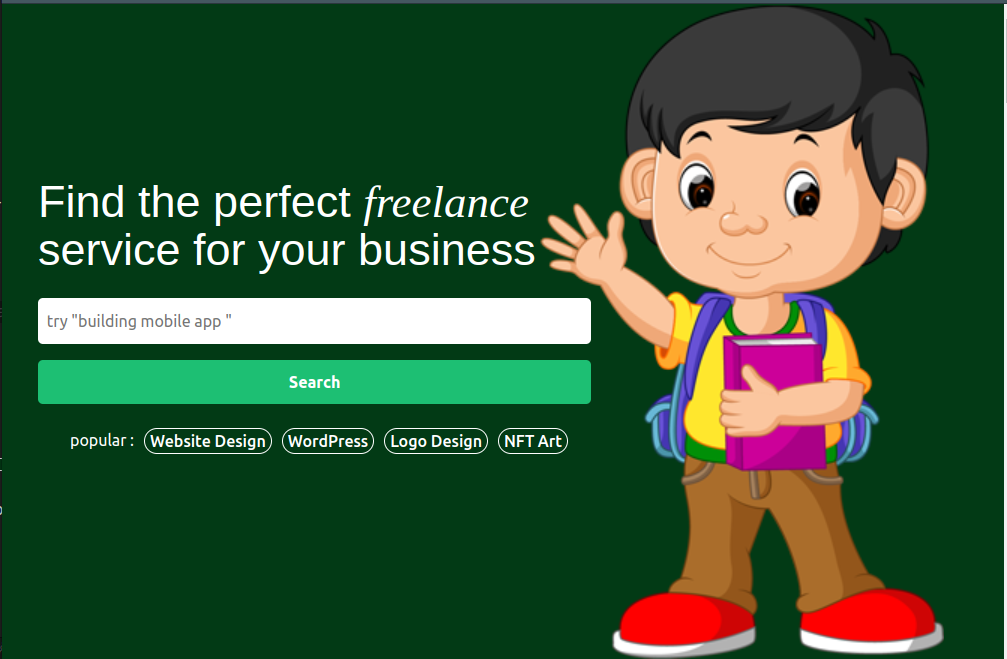 Find the perfect freelance
service for your business
try "building mobile app "
Search
popular : Website Design WordPress Logo Design NFT Art